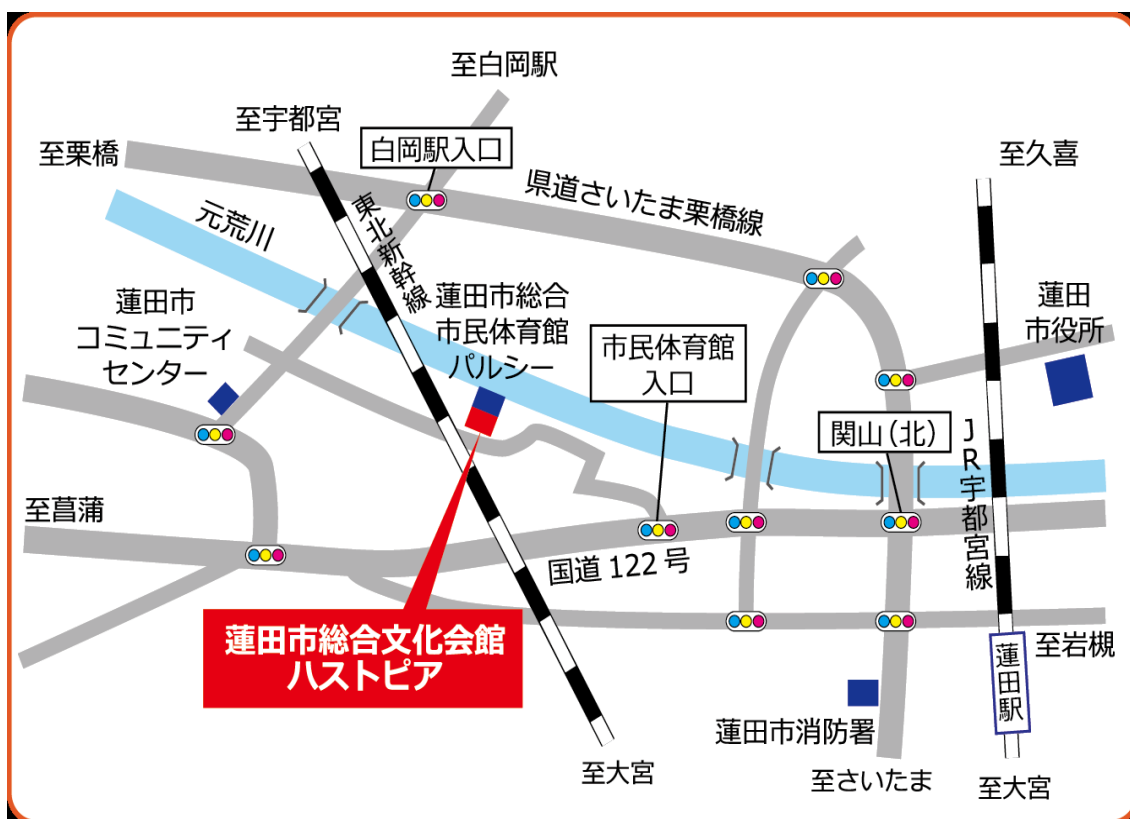 至白岡駅
至宇都宮
白岡駅入口
至栗橋
至久喜
県道さいたま栗橋線
元荒川
東北新幹線
蓮田市
コミュニティ
センター
蓮田市総合
市民体育館
パルシー
市民体育館
入口
蓮田
市役所
関山(北)
JR宇都宮線
至菖蒲
国道122号
蓮田市総合文化会館
ハストピア
至岩槻
蓮田駅
蓮田市消防署
至大宮
至さいたま
至大宮